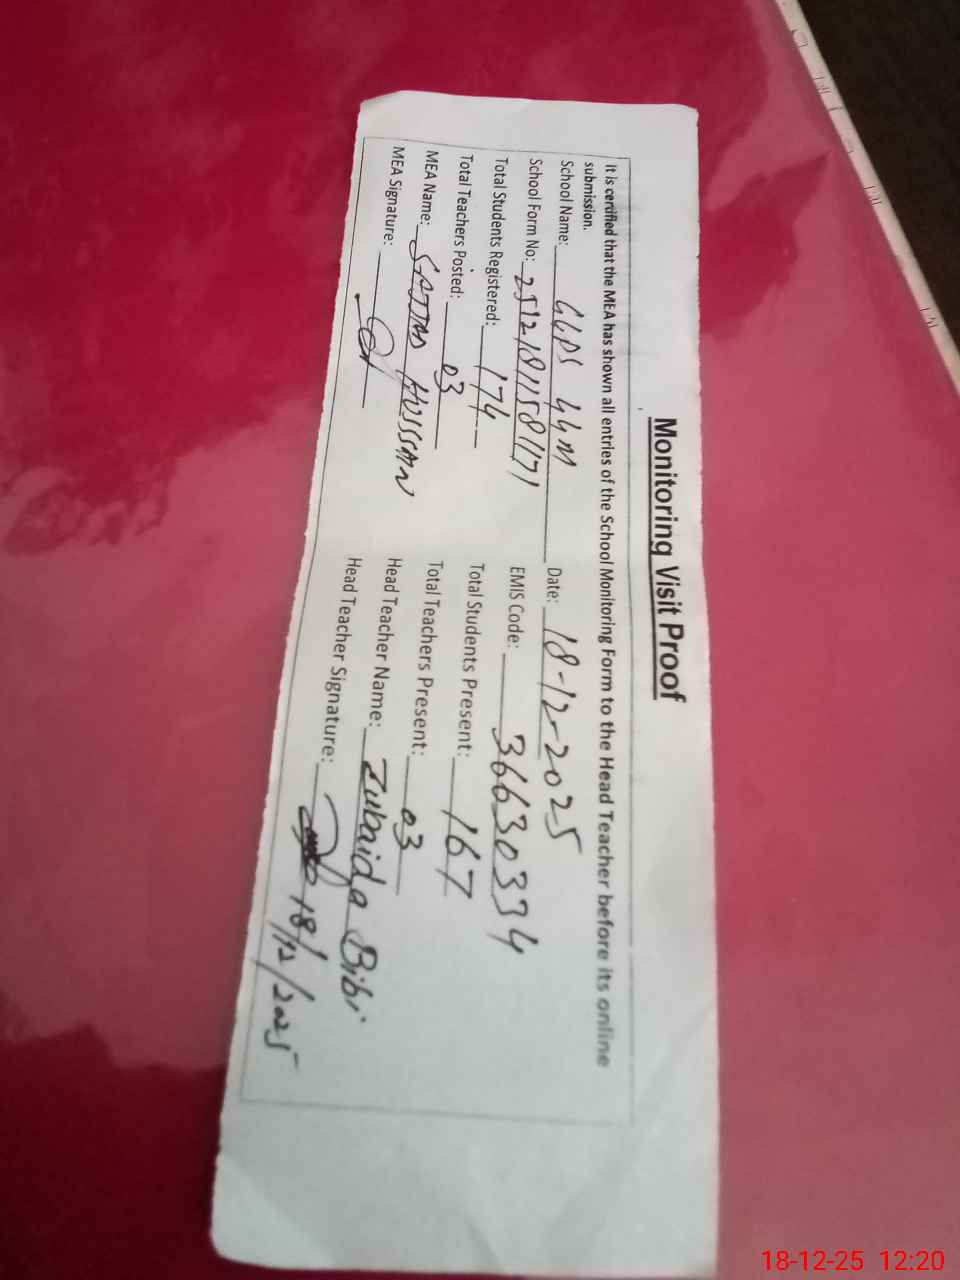 Monitoring Visit Proof
It is certified that the MEA has shown all entries of the School Monitoring Form to the Head Teacher before its online
submission.
School Name: GGPS 44M Date: 18-12-2025
School Form No: EMIS Code: 36630334
Total Students Registered: 174 Total Students Present: 167
Total Teachers Posted: 03 Total Teachers Present: 03
MEA Name: SAJJAD HUSSAN Head Teacher Name: Zubaida Bibi
MEA Signature: Head Teacher Signature:
18/12/2025
18-12-25 12:20